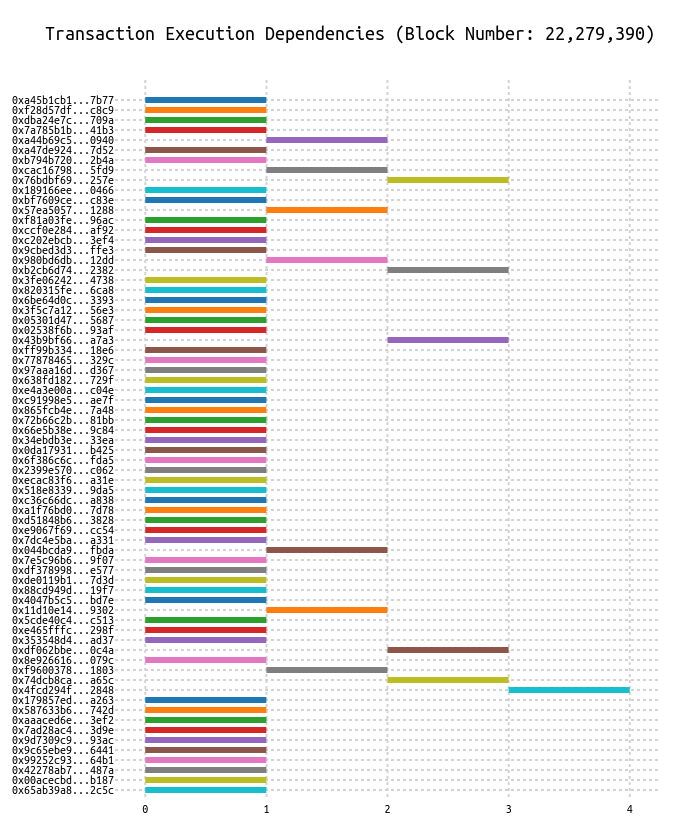 Transaction Execution Dependencies (Block Number: 22,279,390)
0xa45b1cb1...7b77
0xf28d57df...c8c9
0xdba24e7c...709a
0x7a785b1b...41b3
0xa44b69c5...0940
0xa47de924...7d52
0xb794b720...2b4a
0xcac16798...5fd9
0x76bdbf69...257e
0x189166ee...0466
0xbf7609ce...c83e
0x57ea5057...1288
0xf81a03fe...96ac
0xccf0e284...af92
0xc202ebcb...3ef4
0x9cbed3d3...ffe3
0x980bd6db...12dd
0xb2cb6d74...2382
0x3fe06242...4738
0x820315fe...6ca8
0x6be64d0c...3393
0x3f5c7a12...56e3
0x05301d47...5687
0x02538f6b...93af
0x43b9bf66...a7a3
0xff99b334...18e6
0x77878465...329c
0x97aaa16d...d367
0x638fd182...729f
0xe4a3e00a...c04e
0xc91998e5...ae7f
0x865fcb4e...7a48
0x72b66c2b...81bb
0x66e5b38e...9c84
0x34ebdb3e...33ea
0x0da17931...b425
0x6f386c6c...fda5
0x2399e570...c062
0xecac83f6...a31e
0x518e8339...9da5
0xc36c66dc...a838
0xa1f76bd0...7d78
0xd51848b6...3828
0xe9067f69...cc54
0x7dc4e5ba...a331
0x044bcda9...fbda
0x7e5c96b6...9f07
0xdf378998...e577
0xde0119b1...7d3d
0x88cd949d...19f7
0x4047b5c5...bd7e
0x11d10e14...9302
0x5cde40c4...c513
0xe465fffc...298f
0x353548d4...ad37
0xdf062bbe...0c4a
0x8e926616...079c
0xf9600378...1803
0x74dcb8ca...a65c
0x4fcd294f...2848
0x179857ed...a263
0x587633b6...742d
0xaaaced6e...3ef2
0x7ad28ac4...3d9e
0x9d7309c9...93ac
0x9c65ebe9...6441
0x99252c93...64b1
0x42278ab7...487a
0x00acecbd...b187
0x65ab39a8...2c5c
0 1 2 3 4